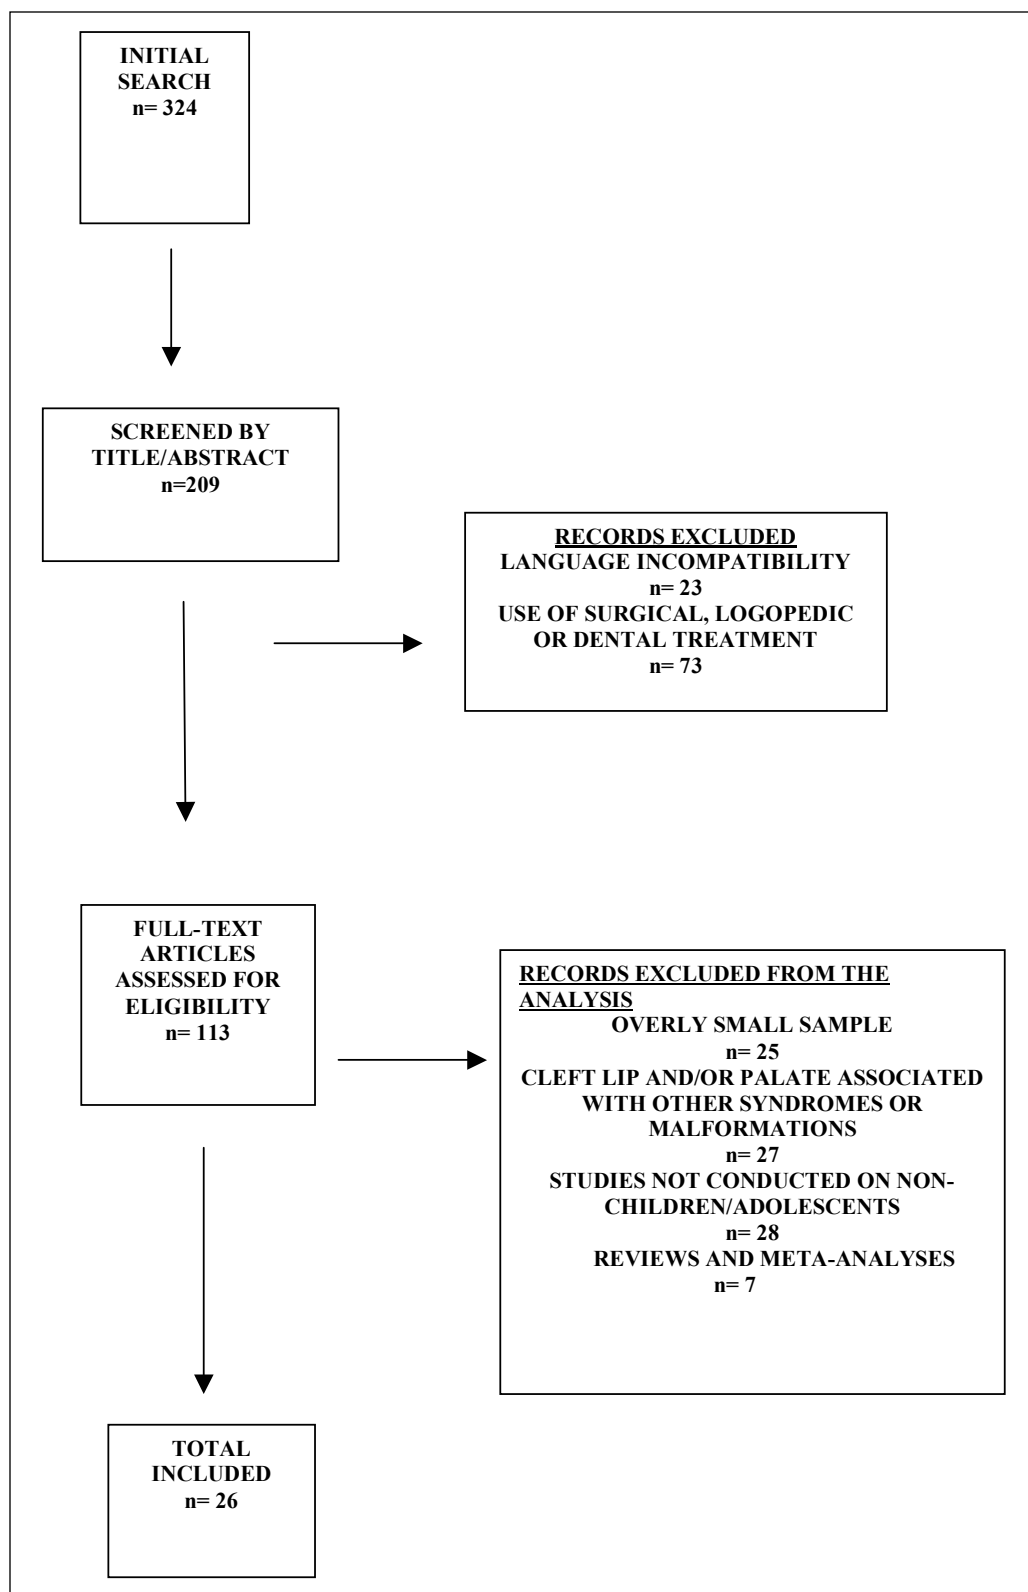 INITIAL
SEARCH
n= 324
SCREENED BY
TITLE/ABSTRACT
n=209
RECORDS EXCLUDED
LANGUAGE INCOMPATIBILITY
n= 23
USE OF SURGICAL, LOGOPEDIC
OR DENTAL TREATMENT
n= 73
FULL-TEXT
ARTICLES
ASSESSED FOR
ELIGIBILITY
n= 113
RECORDS EXCLUDED FROM THE
ANALYSIS
OVERLY SMALL SAMPLE
n= 25
CLEFT LIP AND/OR PALATE ASSOCIATED
WITH OTHER SYNDROMES OR
MALFORMATIONS
n= 27
STUDIES NOT CONDUCTED ON NON-
CHILDREN/ADOLESCENTS
n= 28
REVIEWS AND META-ANALYSES
n= 7
TOTAL
INCLUDED
n= 26